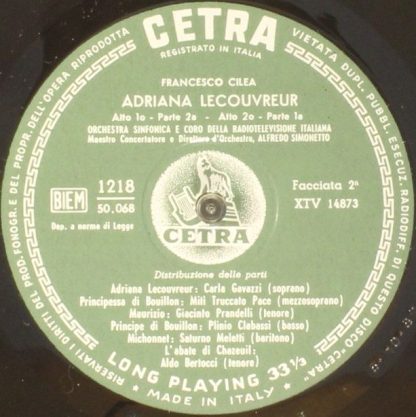 CETRA
REGISTRATO IN ITALIA
RISERVATI I DIRITTI DEL PROD. FONOGR. E DEL PROPR. DELL'OPERA RIPRODOTTA
VIETATA DUPL. PUBBL. ESECUZ. RADIODIFF. DI QUESTO DISCO "CETRA"
FRANCESCO CILEA
ADRIANA LECOUVREUR
Atto 1o - Parte 2a - Atto 2o - Parte 1a
ORCHESTRA SINFONICA E CORO DELLA RADIOTELEVISIONE ITALIANA
Maestro Concertatore e Direttore d'Orchestra, ALFREDO SIMONETTO
BIEM
1218
50.068
Dep. a norma di Legge
Facciata 2ª
XTV 14873
CETRA
Distribuzione delle parti
Adriana Lecouvreur: Carla Gavazzi (soprano)
Principessa di Bouillon: Miti Truccato Pace (mezzosoprano)
Maurizio: Giacinto Prandelli (tenore)
Principe di Bouillon: Plinio Clabassi (basso)
Michonnet: Saturno Meletti (baritono)
L'abate di Chazeuil:
Aldo Bertocci (tenore)
LONG PLAYING 33 1/3
MADE IN ITALY